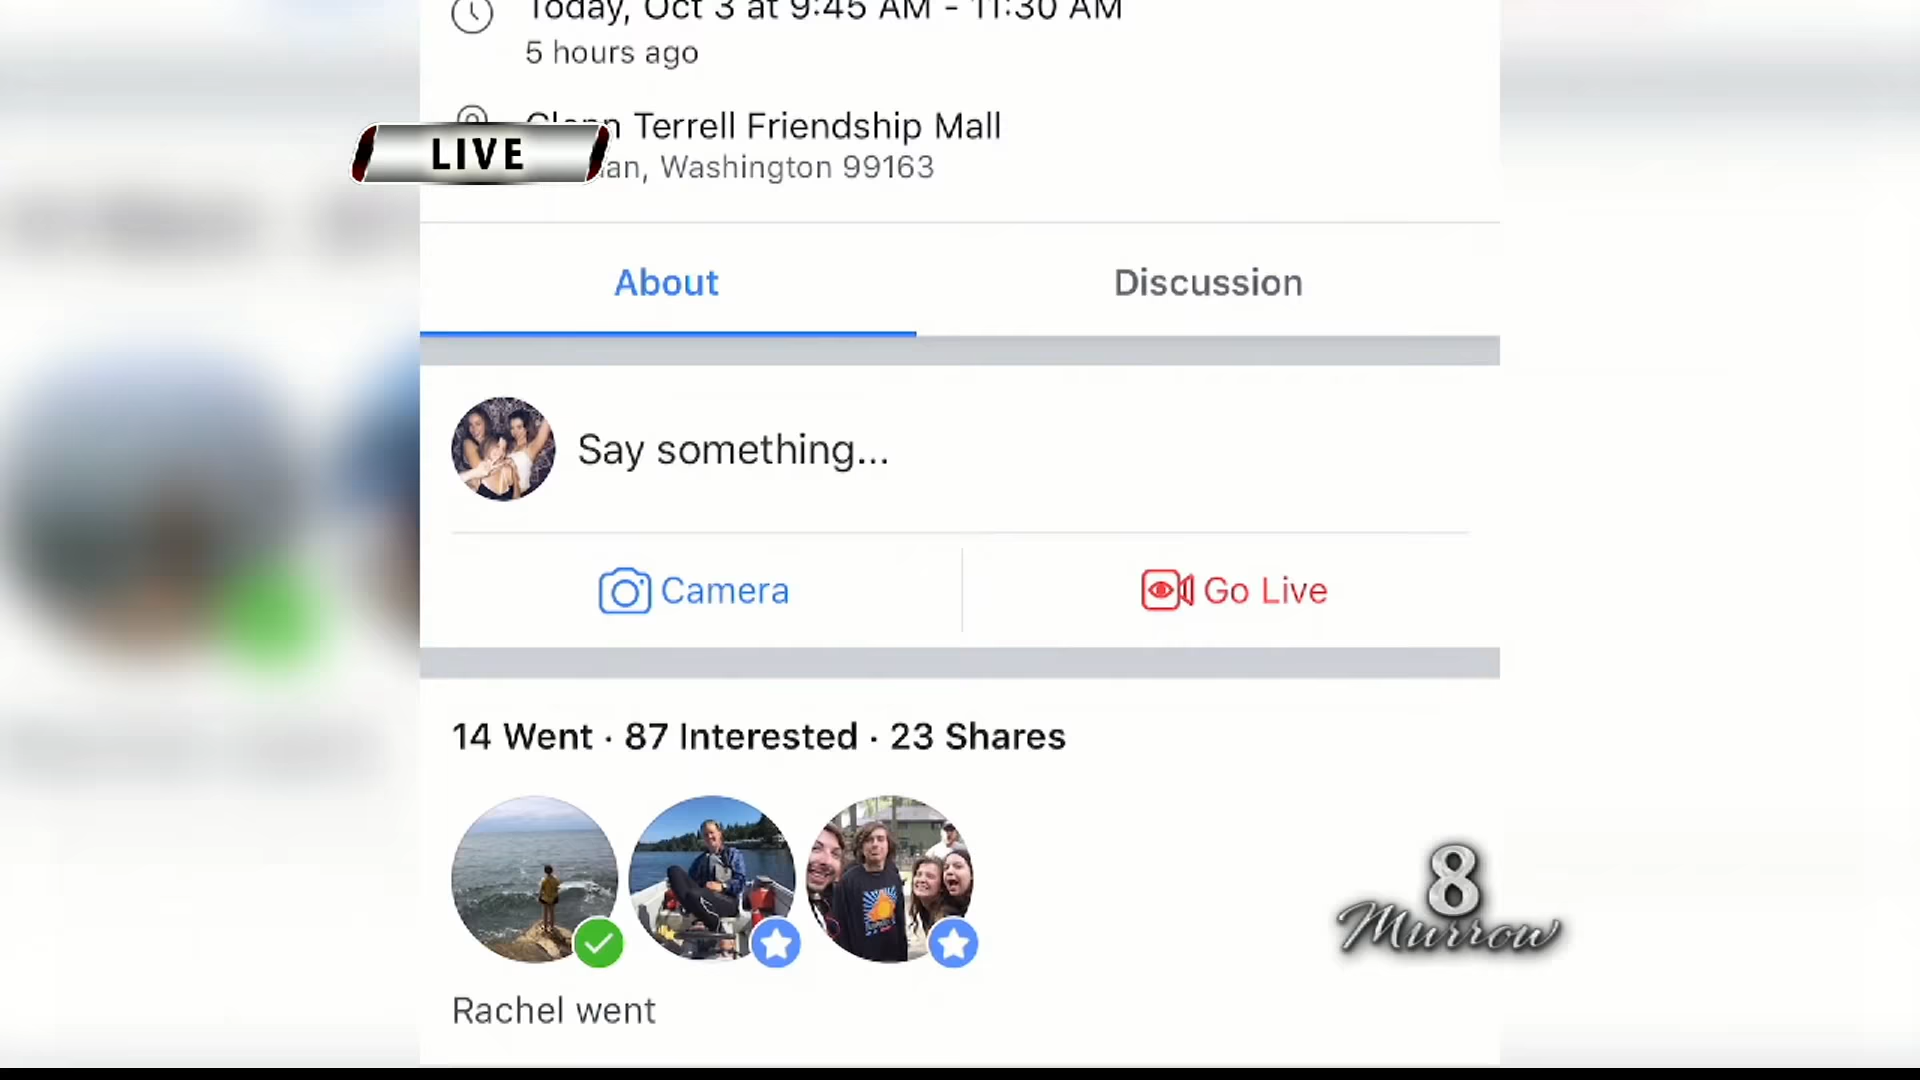 Today, Oct 3 at 9:45 AM - 11:30 AM
5 hours ago
Terrell Friendship Mall
Washington 99163
LIVE
About
Discussion
Say something...
Camera
Go Live
14 Went · 87 Interested · 23 Shares
Rachel went
8
Murrow